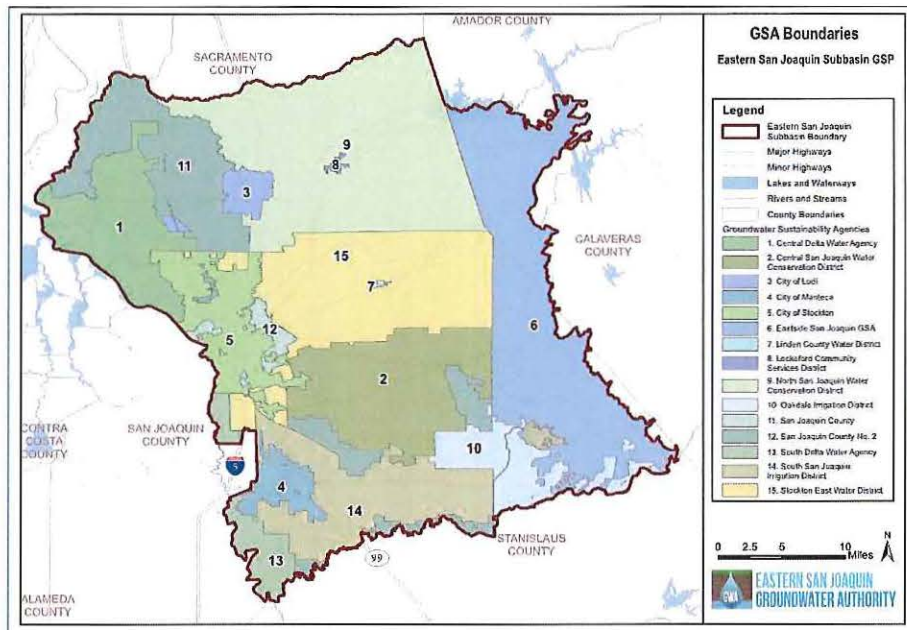 AMADOR COUNTY
SACRAMENTO
COUNTY
9
8
11
3
1
CALAVERAS
COUNTY
15
7
6
12
5
2
SAN JOAQUIN
COUNTY
CONTRA
COSTA
COUNTY
10
5
4
14
STANISLAUS
COUNTY
13
99
ALAMEDA
COUNTY
GSA Boundaries
Eastern San Joaquin Subbasin GSP
Legend
Eastern San Joaquin
Subbasin Boundary
Major Highways
Minor Highways
Lakes and Waterways
Rivers and Streams
County Boundaries
Groundwater Sustainability Agencies
1. Central Delta Water Agency
2. Central San Joaquin Water
Conservation District
3 City of Lodi
4 City of Manteca
5. City of Stockton
6. Eastside San Joaquin GSA
7. Linden County Water District
8. Lockeford Community
Services District
9. North San Joaquin Water
Conservation District
10 Oakdale Irrigation District
11. San Joaquin County
12. San Joaquin County No. 2
13. South Delta Water Agency
14. South San Joaquin
Irrigation District
15. Stockton East Water District
N
0 2.5 5 10
Miles
GWA
EASTERN SAN JOAQUIN
GROUNDWATER AUTHORITY